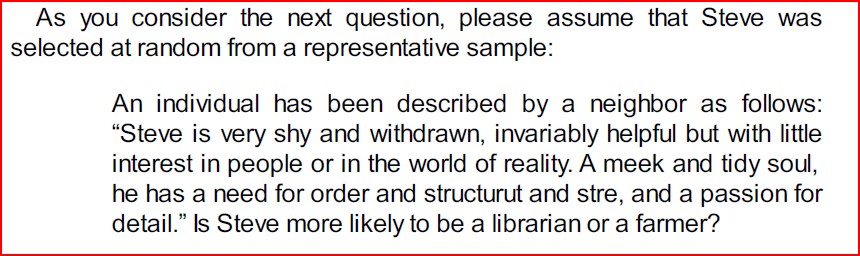 As you consider the next question, please assume that Steve was
selected at random from a representative sample:
An individual has been described by a neighbor as follows:
“Steve is very shy and withdrawn, invariably helpful but with little
interest in people or in the world of reality. A meek and tidy soul,
he has a need for order and structurut and stre, and a passion for
detail.” Is Steve more likely to be a librarian or a farmer?